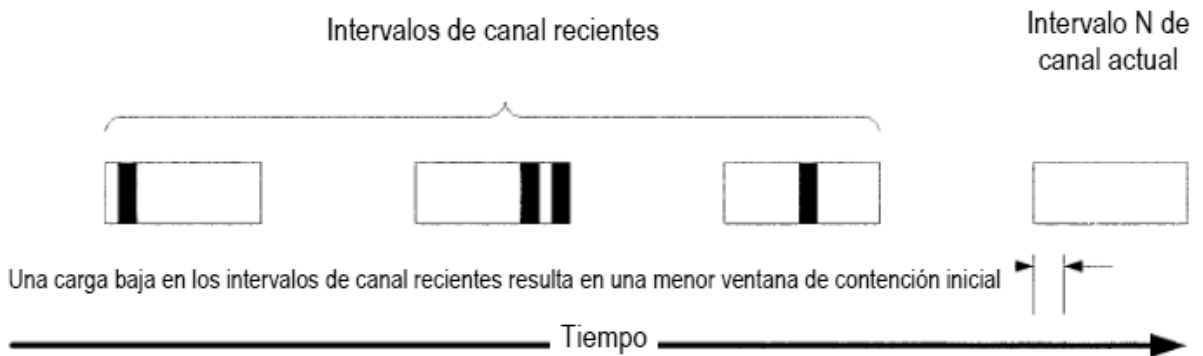 Intervalos de canal recientes
Intervalo N de
canal actual
Una carga baja en los intervalos de canal recientes resulta en una menor ventana de contención inicial
Tiempo